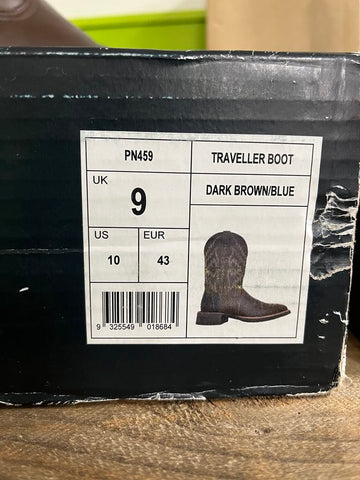 PN459
TRAVELLER BOOT
UK
9
DARK BROWN/BLUE
US
EUR
10
43
9 325549 018684